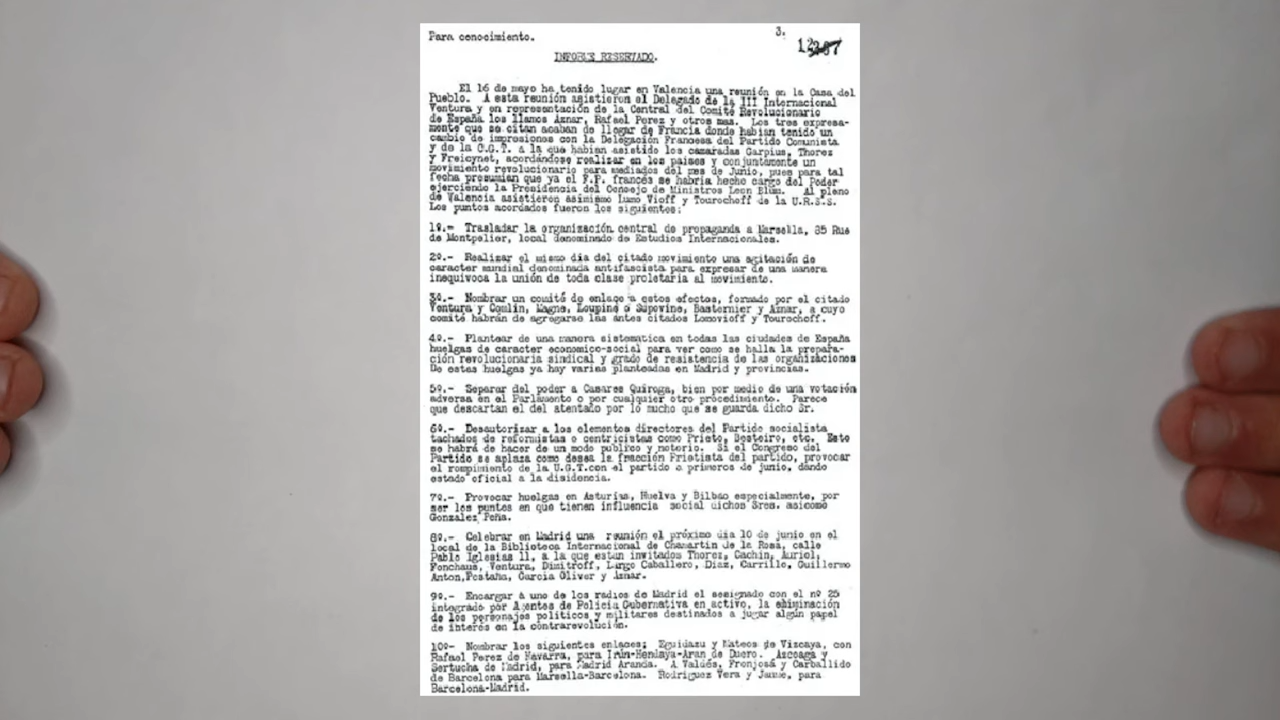 Para conocimiento.
3.
INFORME RESERVADO.
El 16 de mayo ha tenido lugar en Valencia una reunión en la Casa del
Pueblo. A esta reunión asistieron el Delegado de la III Internacional
Ventura y en representación de la Central del Comité Revolucionario
de España los llamos Aznar, Rafael Perez y otros mas. Los tres expresa-
mente que se citan acaban de llegar de Francia donde habian tenido un
cambio de impresiones con la Delegación Francesa del Partido Comunista
y de la C.G.T. a la que habian asistido los camaradas Garpius, Thorez
y Freicynet, acordándose realizar en los paises y conjuntamente un
movimiento revolucionario para mediados del mes de Junio, pues para tal
fecha presumian que ya el F.P. francés se habria hecho cargo del Poder
ejerciendo la Presidencia del Consejo de Ministros Leon Blum. Al pleno
de Valencia asistieron asimismo Lumo Vioff y Tourochoff de la U.R.S.S.
Los puntos acordados fueron los siguientes:
1º.- Trasladar la organización central de propaganda a Marsella, 35 Rue
de Montpelier, local denominado de Estudios Internacionales.
2º.- Realizar el mismo dia del citado movimiento una agitación de
caracter mundial denominada antifascista para expresar de una manera
inequivoca la unión de toda clase proletaria al movimiento.
3º.- Nombrar un comité de enlace a estos efectos, formado por el citado
Ventura y Comlin, Magne, Loupine o Supovine, Basternier y Aznar, a cuyo
comité habrán de agregarse las antes citados Lomovioff y Tourochoff.
4º.- Plantear de una manera sistematica en todas las ciudades de España
huelgas de caracter economico-social para ver como se halla la prepara-
ción revolucionaria sindical y grado de resistencia de las organizaciones
De estas huelgas ya hay varias planteadas en Madrid y provincias.
5º.- Separar del poder a Casares Quiroga, bien por medio de una votación
adversa en el Parlamento o por cualquier otro procedimiento. Parece
que descartan el del atentado por lo mucho que se guarda dicho Sr.
6º.- Desautorizar a los elementos directores del Partido socialista
tachados de reformistas o centricistas como Prieto, Besteiro, etc. Esto
se habrá de hacer de un modo publico y notorio. Si el Congreso del
Partido se aplaza como desea la fracción Prietista del partido, provocar
el rompimiento de la U.G.T.con el partido a primeros de junio, dando
estado oficial a la disidencia.
7º.- Provocar huelgas en Asturias, Huelva y Bilbao especialmente, por
ser los puntos en que tienen influencia social dichos Sres. asicomo
Gonzalez Peña.
8º.- Celebrar en Madrid una reunión el próximo dia 10 de junio en el
local de la Biblioteca Internacional de Chamartin de la Rosa, calle
Pablo Iglesias 11, a la que estan invitados Thorez, Cachin, Auriol,
Fonchaus, Ventura, Dimitroff, Largo Caballero, Diaz, Carrillo, Guillermo
Anton,Pestaña, Garcia Oliver y Aznar.
9º.- Encargar a uno de los radios de Madrid el designado con el nº 25
integrado por Agentes de Policia Gubernativa en activo, la eliminación
de los personajes politicos y militares destinados a jugar algún papel
de interés en la contrarevolución.
10º- Nombrar los siguientes enlaces; Eguidazu y Mateos de Vizcaya, con
Rafael Perez de Navarra, para Irún-Hendaya-Aran de Duero. Azcoaga y
Sertucha de Madrid, para Madrid Aranda. A Valdés, Fronjosá y Carballido
de Barcelona para Marsella-Barcelona. Rodriguez Vera y Jaume, para
Barcelona-Madrid.